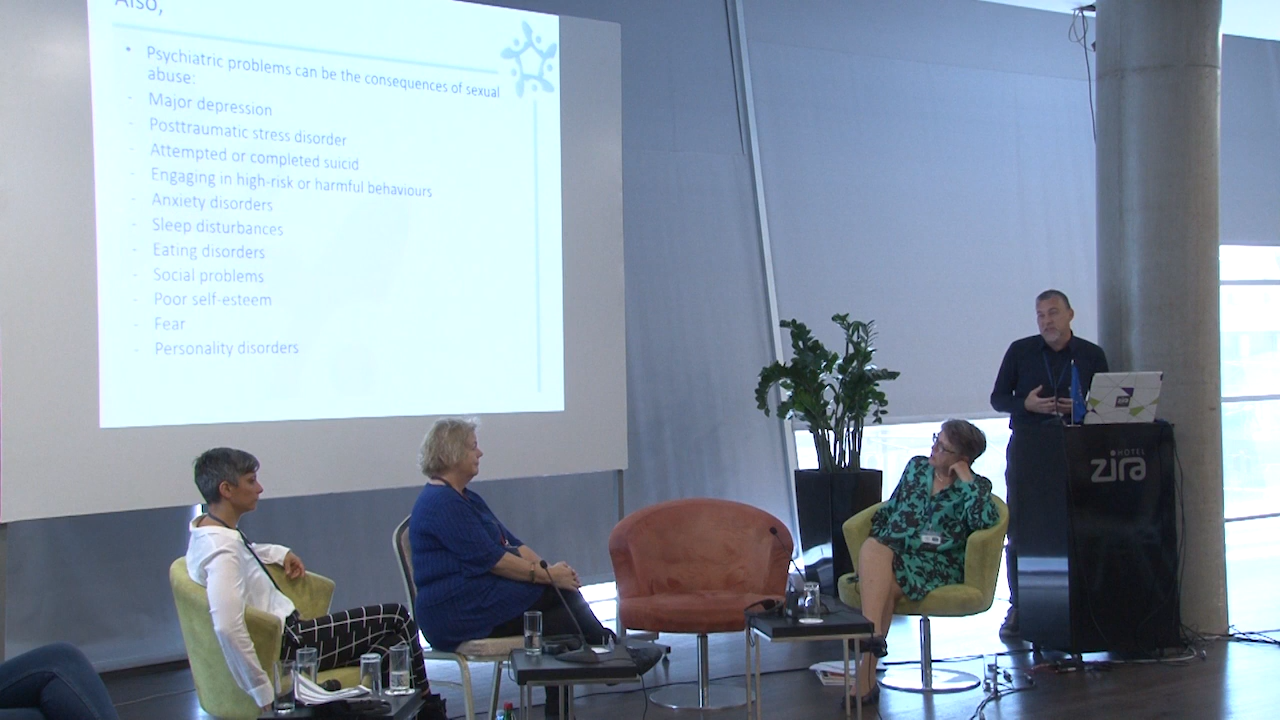 Also,
• Psychiatric problems can be the consequences of sexual
abuse:
- Major depression
- Posttraumatic stress disorder
- Attempted or completed suicid
- Engaging in high-risk or harmful behaviours
- Anxiety disorders
- Sleep disturbances
- Eating disorders
- Social problems
- Poor self-esteem
- Fear
- Personality disorders
HOTEL
zira